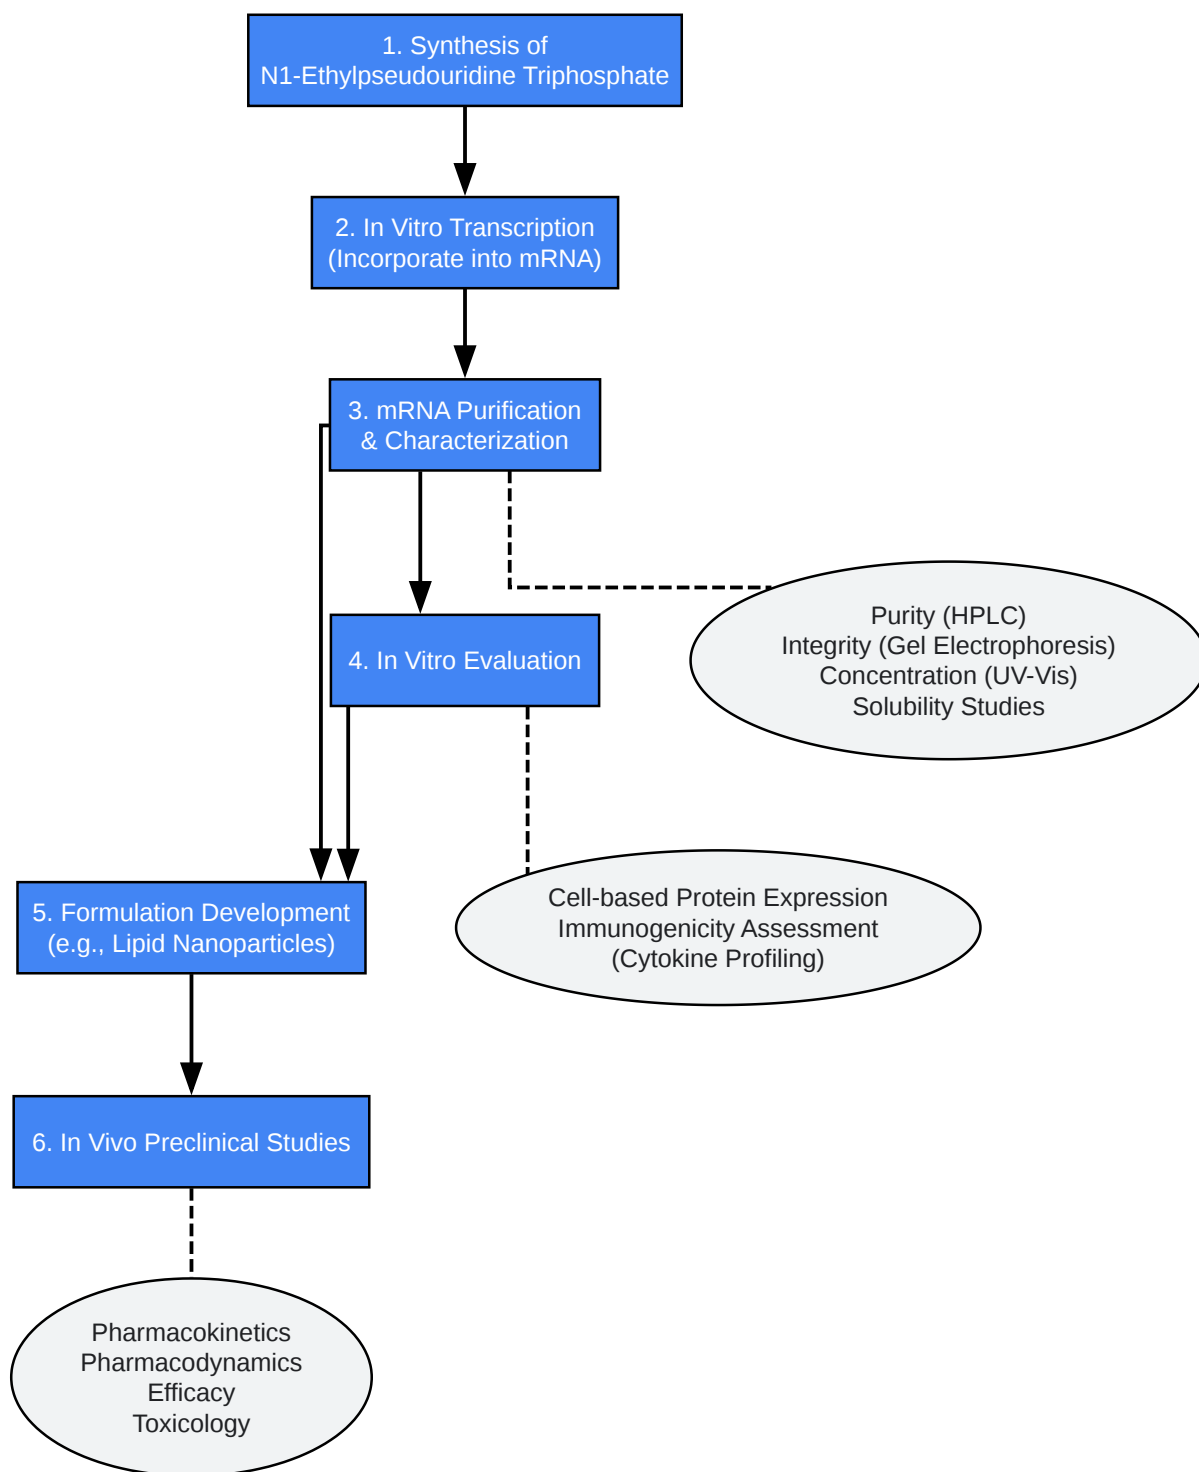 1. Synthesis of
N1-Ethylpseudouridine Triphosphate
2. In Vitro Transcription
(Incorporate into mRNA)
3. mRNA Purification
& Characterization
4. In Vitro Evaluation
Purity (HPLC)
Integrity (Gel Electrophoresis)
Concentration (UV-Vis)
Solubility Studies
5. Formulation Development
(e.g., Lipid Nanoparticles)
Cell-based Protein Expression
Immunogenicity Assessment
(Cytokine Profiling)
6. In Vivo Preclinical Studies
Pharmacokinetics
Pharmacodynamics
Efficacy
Toxicology